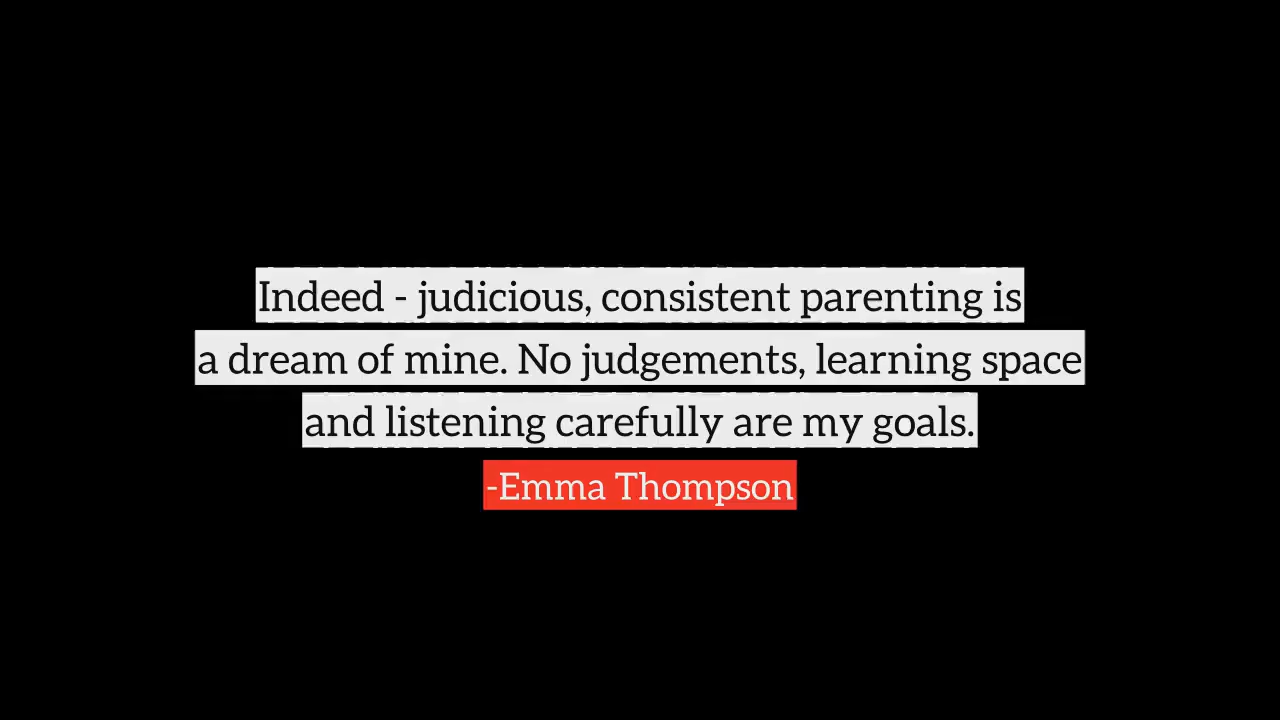 Indeed - judicious, consistent parenting is
a dream of mine. No judgements, learning space
and listening carefully are my goals.
-Emma Thompson